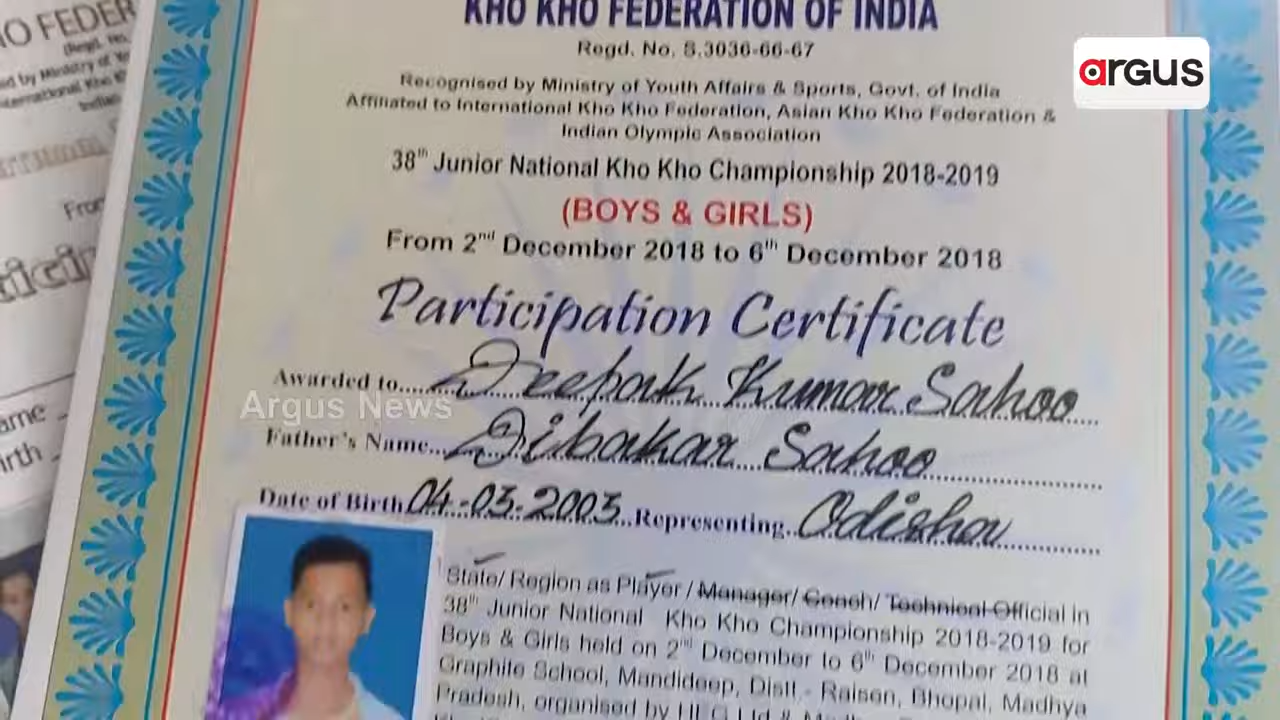 KHO KHO FEDERATION OF INDIA
Regd. No. S.3036-66-67
Recognised by Ministry of Youth Affairs & Sports, Govt. of India
Affiliated to International Kho Kho Federation, Asian Kho Kho Federation &
Indian Olympic Association
38th Junior National Kho Kho Championship 2018-2019
(BOYS & GIRLS)
From 2nd December 2018 to 6th December 2018
Participation Certificate
Awarded to....Deepak Kumar Sahoo
Father's Name...Dibakar Sahoo
Date of Birth 04-03-2003...Representing..Odisha
State/ Region as Player / Manager/ Coach/ Technical Official in
38th Junior National Kho Kho Championship 2018-2019 for
Boys & Girls held on 2nd December to 6th December 2018 at
Graphite School, Mandideep, Distt.- Raisen, Bhopal, Madhya
Pradesh, organised by HEG Ltd &
argus
Argus News